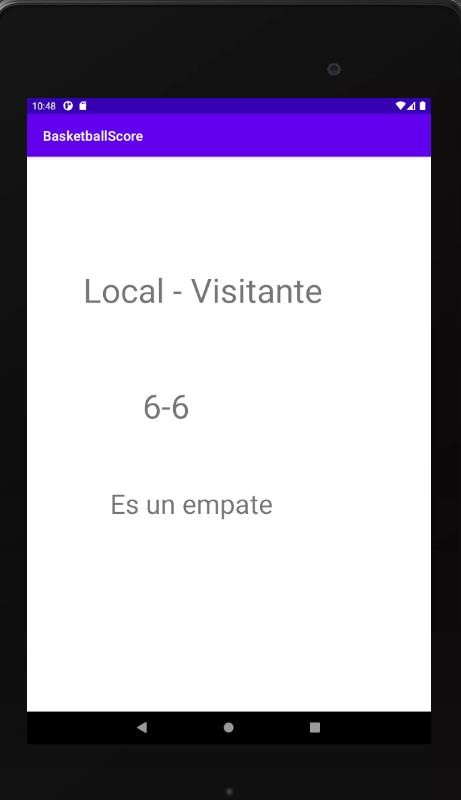 10:48
BasketballScore
Local - Visitante
6-6
Es un empate